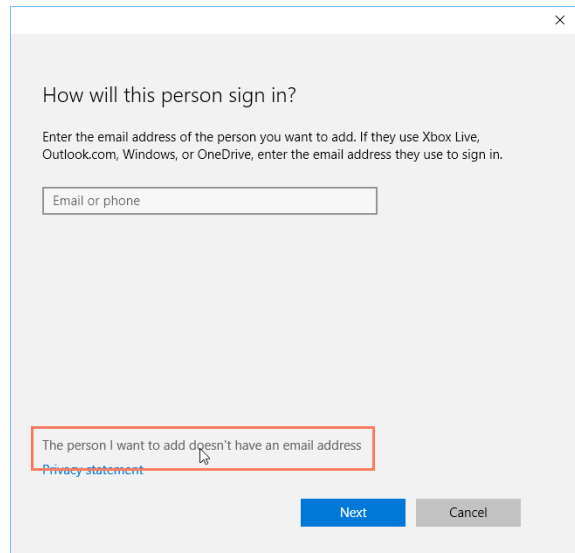 How will this person sign in?
Enter the email address of the person you want to add. If they use Xbox Live,
Outlook.com, Windows, or OneDrive, enter the email address they use to sign in.
Email or phone
The person I want to add doesn't have an email address
Privacy statement
Next
Cancel